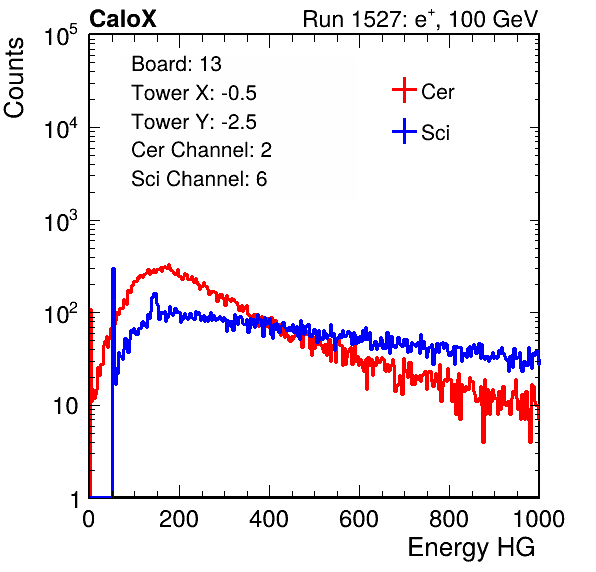 CaloX Run 1527: e⁺, 100 GeV
Board: 13
Tower X: -0.5
Tower Y: -2.5
Cer Channel: 2
Sci Channel: 6
Cer
Sci
Counts
10⁵
10⁴
10³
10²
10
1
0 200 400 600 800 1000
Energy HG